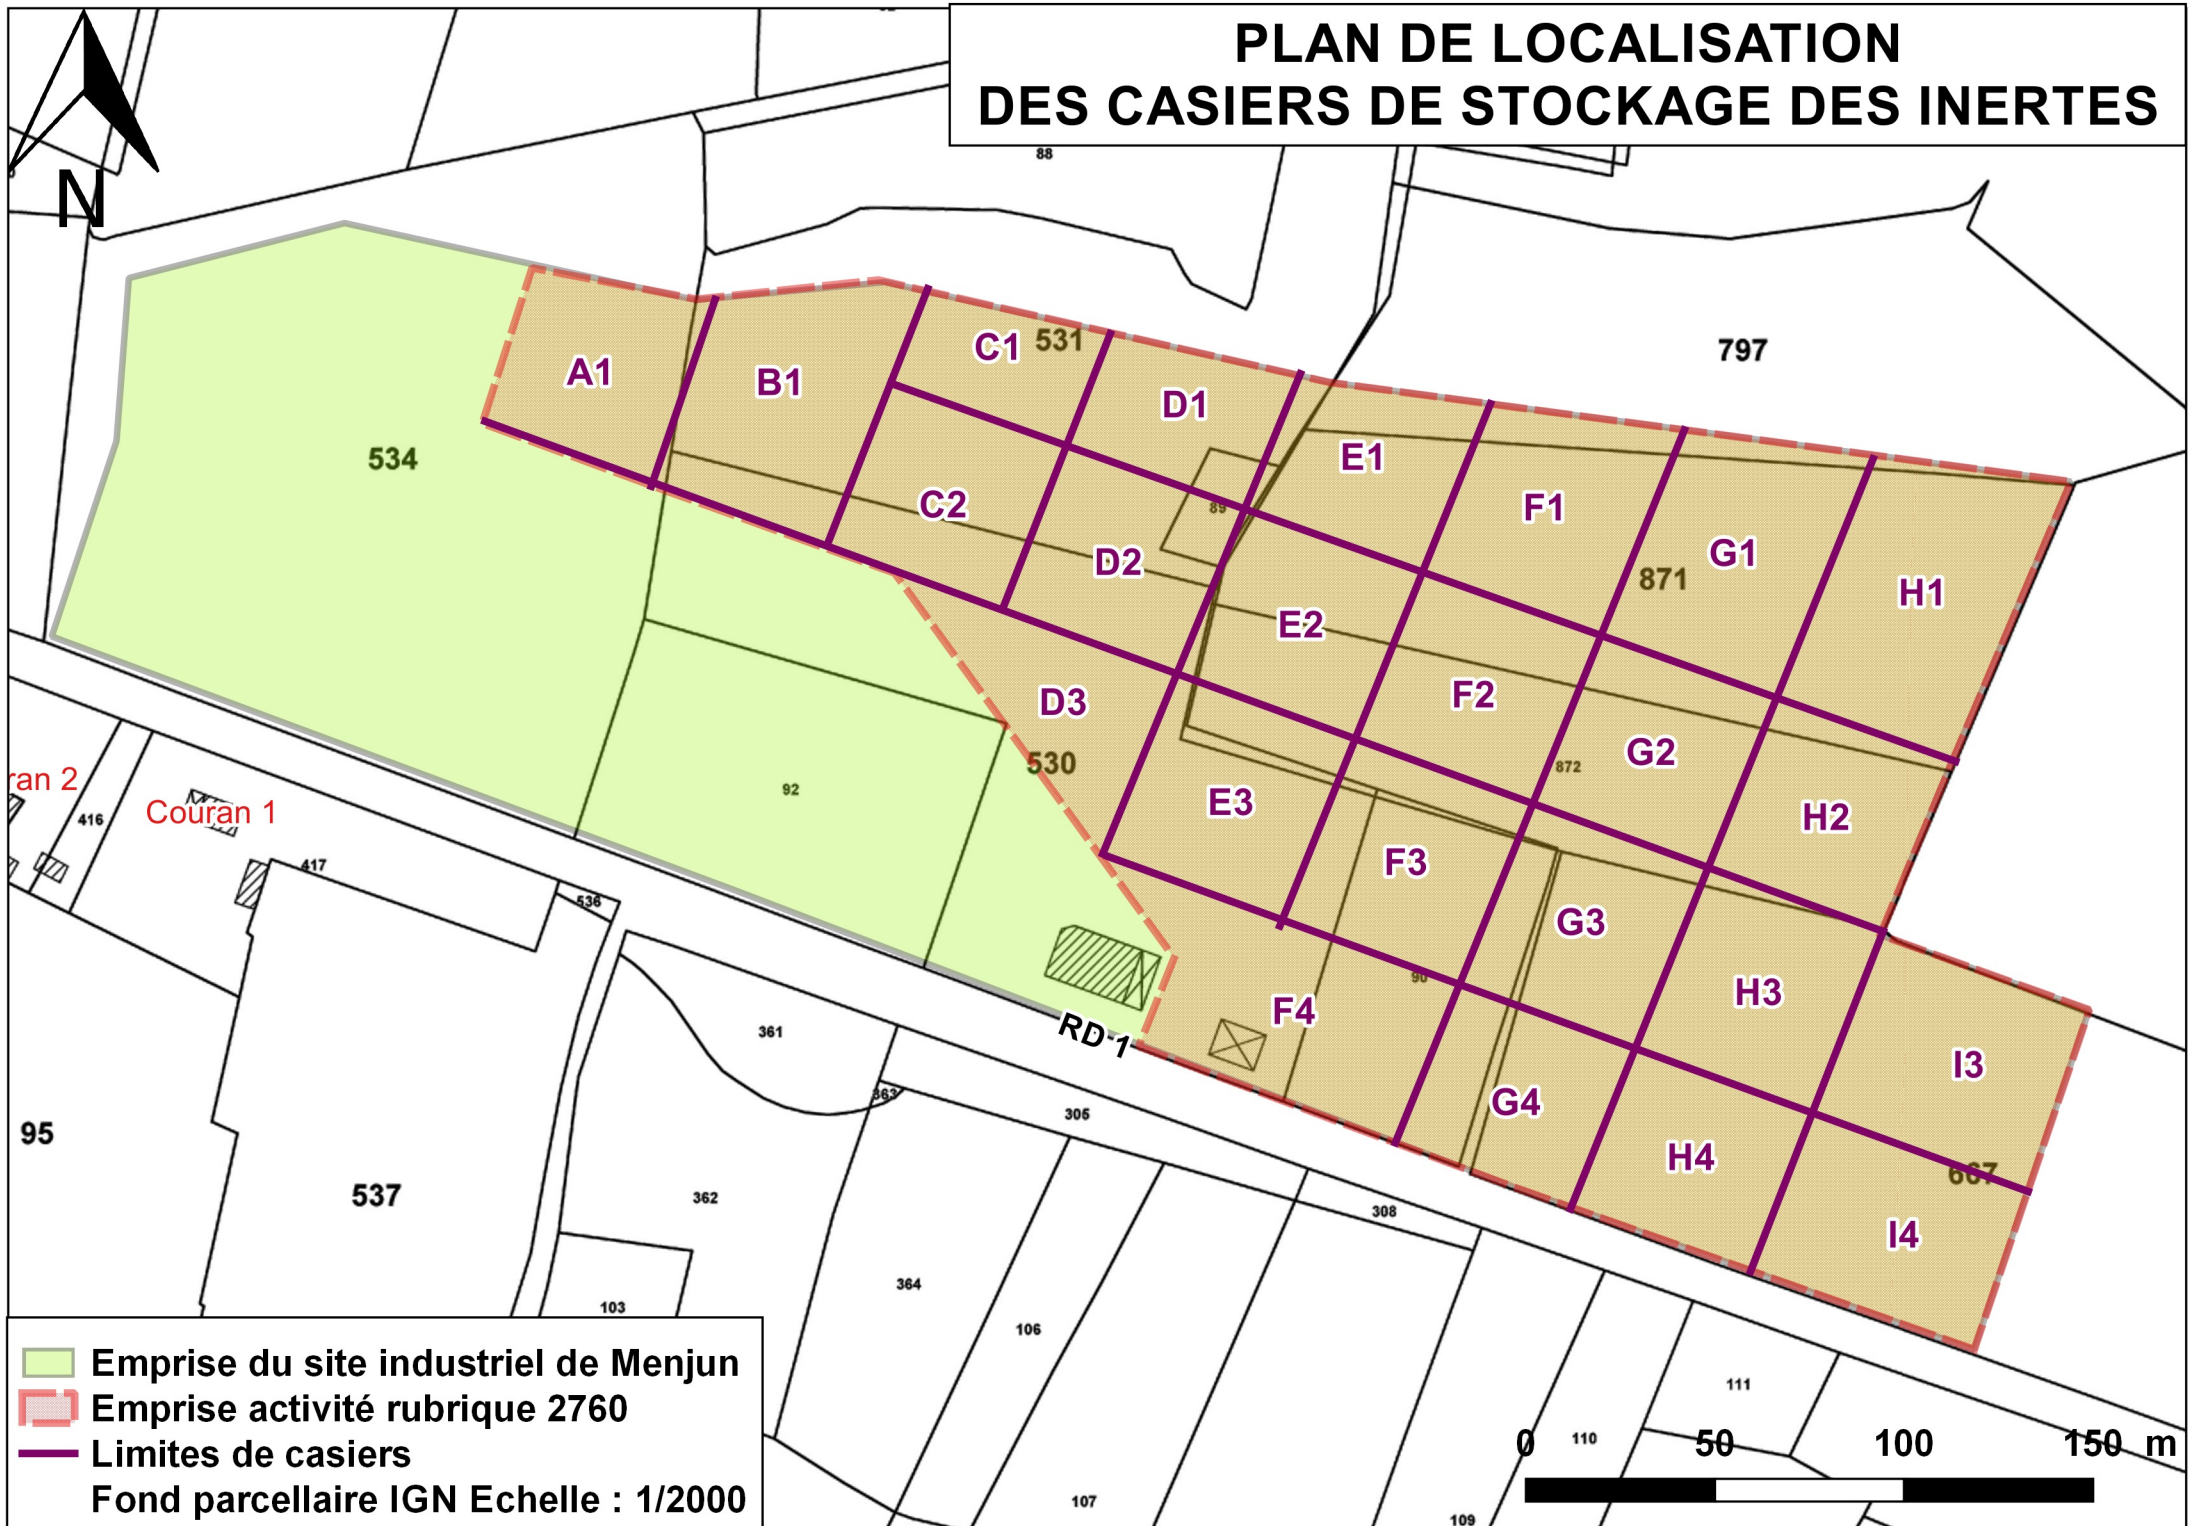 PLAN DE LOCALISATION
DES CASIERS DE STOCKAGE DES INERTES
N
88
797
531
C1
A1
B1
D1
534
E1
C2
89
F1
G1
D2
871
H1
E2
D3
F2
530
G2
872
92
E3
H2
ran 2
Couran 1
416
417
F3
536
G3
90
H3
F4
RD 1
361
I3
363
305
G4
95
H4
667
537
362
308
I4
364
103
106
111
110
107
109
Emprise du site industriel de Menjun
Emprise activité rubrique 2760
Limites de casiers
Fond parcellaire IGN Echelle : 1/2000
0 50 100 150 m